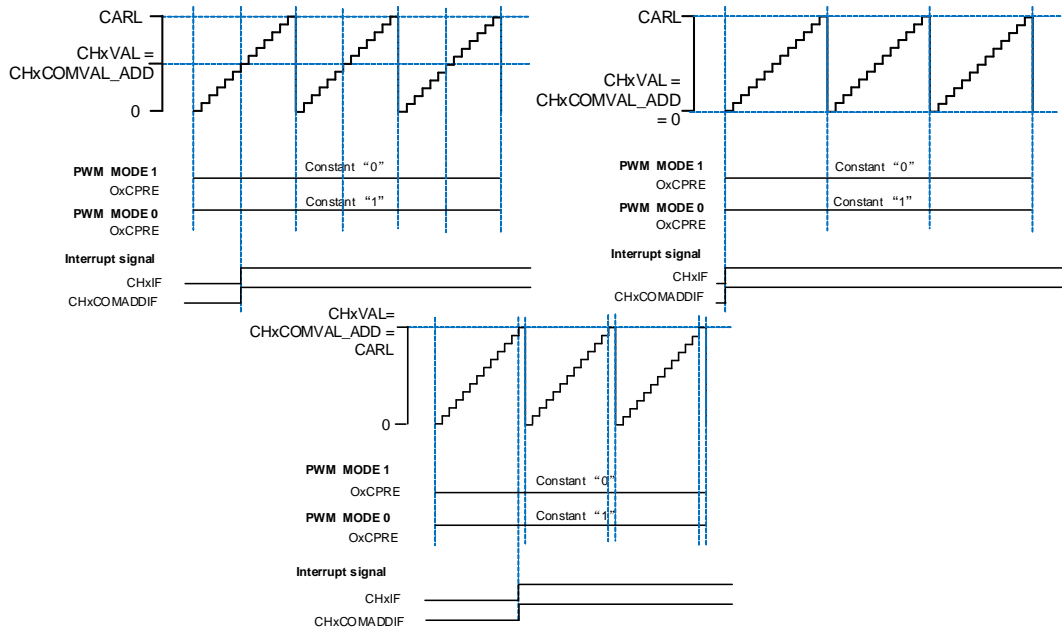 CARL
CHxVAL =
CHxCOMVAL_ADD
0
PWM MODE 1
OxCPRE
Constant “0”
PWM MODE 0
OxCPRE
Constant “1”
Interrupt signal
CHxIF
CHxCOMADDIF
CARL
CHxVAL =
CHxCOMVAL_ADD
= 0
PWM MODE 1
OxCPRE
Constant “0”
PWM MODE 0
OxCPRE
Constant “1”
Interrupt signal
CHxIF
CHxCOMADDIF
CHxVAL=
CHxCOMVAL_ADD =
CARL
0
PWM MODE 1
OxCPRE
Constant “0”
PWM MODE 0
OxCPRE
Constant “1”
Interrupt signal
CHxIF
CHxCOMADDIF